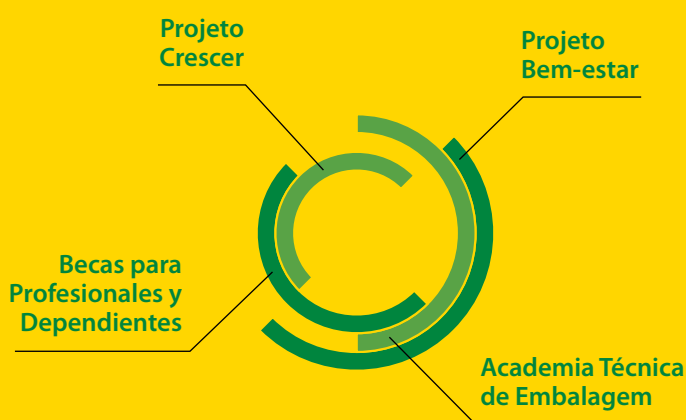 Projeto
Crescer
Projeto
Bem-estar
Becas para
Profesionales y
Dependientes
Academia Técnica
de Embalagem